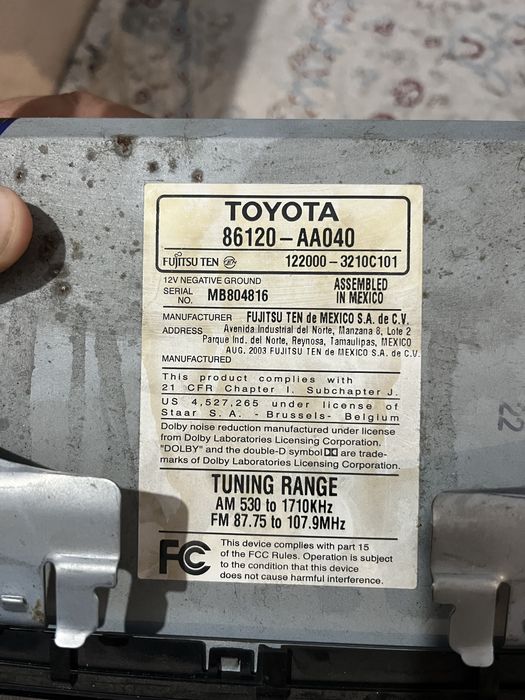 TOYOTA
86120-AA040
FUJITSU TEN 122000-3210C101
12V NEGATIVE GROUND
SERIAL NO. MB804816
ASSEMBLED IN MEXICO
MANUFACTURER FUJITSU TEN de MEXICO S.A. de C.V.
ADDRESS Avenida Industrial del Norte, Manzana 8, Lote 2
Parque Ind. del Norte, Reynosa, Tamaulipas, MEXICO
AUG. 2003 FUJITSU TEN de MEXICO S.A. de C.V.
MANUFACTURED
This product complies with
21 CFR Chapter I. Subchapter J.
US 4,527,265 under license of
Staar S. A. - Brussels- Belgium
Dolby noise reduction manufactured under license
from Dolby Laboratories Licensing Corporation.
"DOLBY" and the double-D symbol are trade-
marks of Dolby Laboratories Licensing Corporation.
TUNING RANGE
AM 530 to 1710KHz
FM 87.75 to 107.9MHz
FC This device complies with part 15
of the FCC Rules. Operation is subject
to the condition that this device
does not cause harmful interference.
22